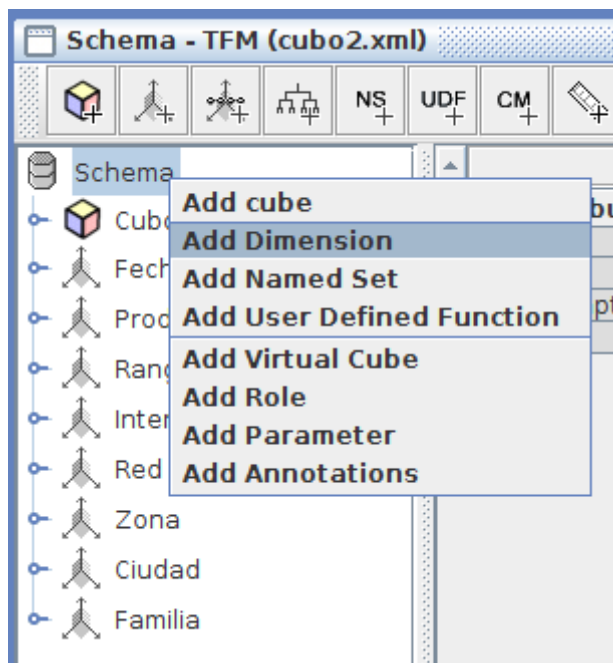 Schema - TFM (cubo2.xml)
NS UDF CM
Schema
Add cube
Add Dimension
Add Named Set
Add User Defined Function
Add Virtual Cube
Add Role
Add Parameter
Add Annotations
Red
Zona
Ciudad
Familia